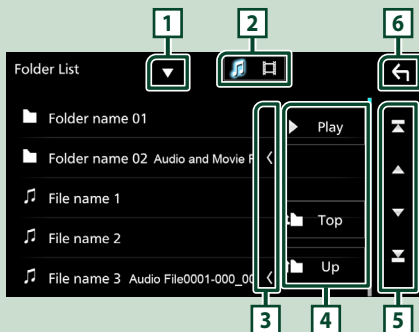 1 2 6
Folder List
Folder name 01
Play
Folder name 02 Audio and Movie
File name 1
File name 2
Top
File name 3 Audio File0001-000_00
Up
3 4 5